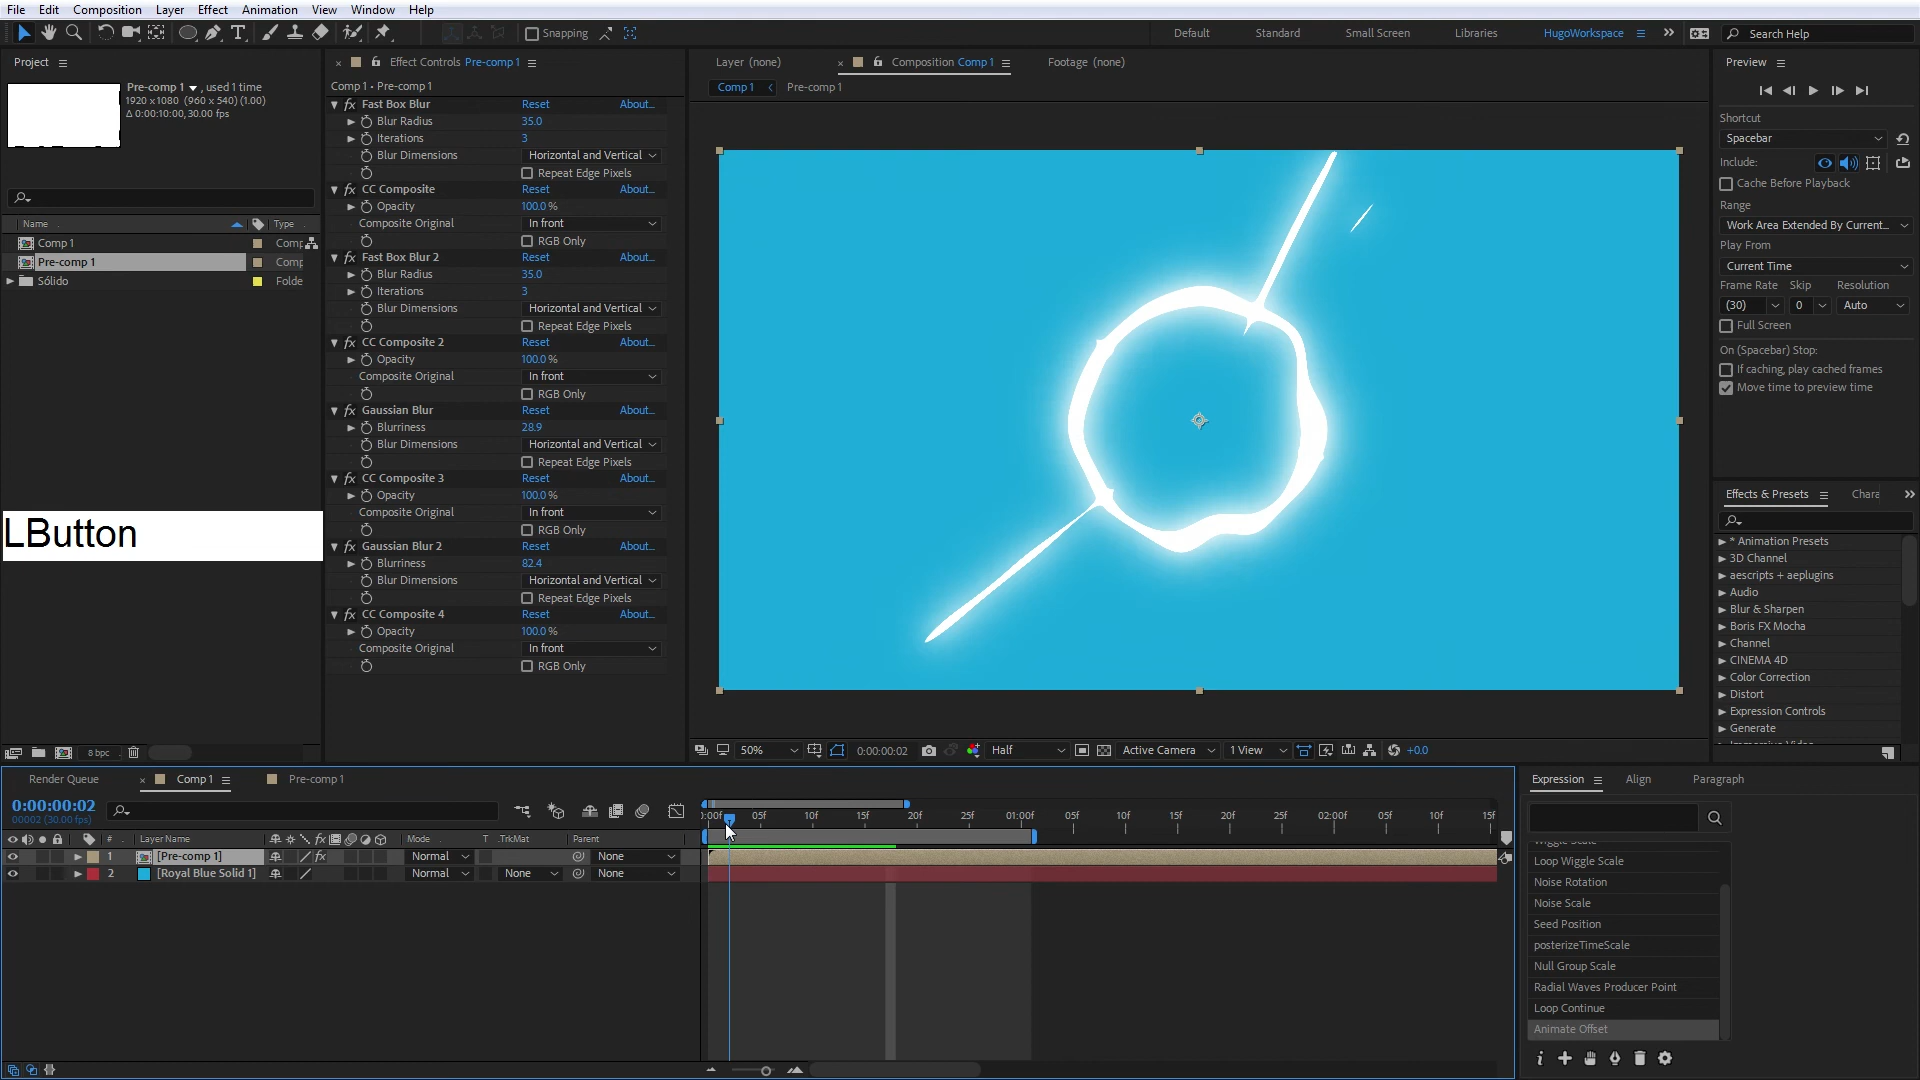 File Edit Composition Layer Effect Animation View Window Help
Snapping
Default Standard Small Screen Libraries HugoWorkspace
Search Help
Project
Pre-comp 1 , used 1 time
1920 x1080 (960 x 540) (1.00)
Δ 0:00:10:00, 30.00 fps
Name Type
Comp 1 Comp
Pre-comp 1 Comp
Sólido Folde
LButton
8 bpc
Effect Controls Pre-comp 1
Comp 1 • Pre-comp 1
fx Fast Box Blur Reset About...
Blur Radius 35.0
Iterations 3
Blur Dimensions Horizontal and Vertical
Repeat Edge Pixels
fx CC Composite Reset About...
Opacity 100.0 %
Composite Original In front
RGB Only
fx Fast Box Blur 2 Reset About...
Blur Radius 35.0
Iterations 3
Blur Dimensions Horizontal and Vertical
Repeat Edge Pixels
fx CC Composite 2 Reset About...
Opacity 100.0 %
Composite Original In front
RGB Only
fx Gaussian Blur Reset About...
Blurriness 28.9
Blur Dimensions Horizontal and Vertical
Repeat Edge Pixels
fx CC Composite 3 Reset About...
Opacity 100.0 %
Composite Original In front
RGB Only
fx Gaussian Blur 2 Reset About...
Blurriness 82.4
Blur Dimensions Horizontal and Vertical
Repeat Edge Pixels
fx CC Composite 4 Reset About...
Opacity 100.0 %
Composite Original In front
RGB Only
Layer (none) Composition Comp 1 Footage (none)
Comp 1 Pre-comp 1
50% 0:00:00:02 Half Active Camera 1 View +0.0
Preview
Shortcut
Spacebar
Include:
Cache Before Playback
Range
Work Area Extended By Current...
Play From
Current Time
Frame Rate Skip Resolution
(30) 0 Auto
Full Screen
On (Spacebar) Stop:
If caching, play cached frames
Move time to preview time
Effects & Presets Chara
* Animation Presets
3D Channel
aescripts + aeplugins
Audio
Blur & Sharpen
Boris FX Mocha
Channel
CINEMA 4D
Color Correction
Distort
Expression Controls
Generate
Render Queue Comp 1 Pre-comp 1
0:00:00:02
00002 (30.00 fps)
:00f 05f 10f 15f 20f 25f 01:00f 05f 10f 15f 20f 25f 02:00f 05f 10f 15f
# Layer Name fx Mode T .TrkMat Parent
1 [Pre-comp 1] fx Normal None
2 [Royal Blue Solid 1] Normal None None
Expression Align Paragraph
Loop Wiggle Scale
Noise Rotation
Noise Scale
Seed Position
posterizeTimeScale
Null Group Scale
Radial Waves Producer Point
Loop Continue
Animate Offset